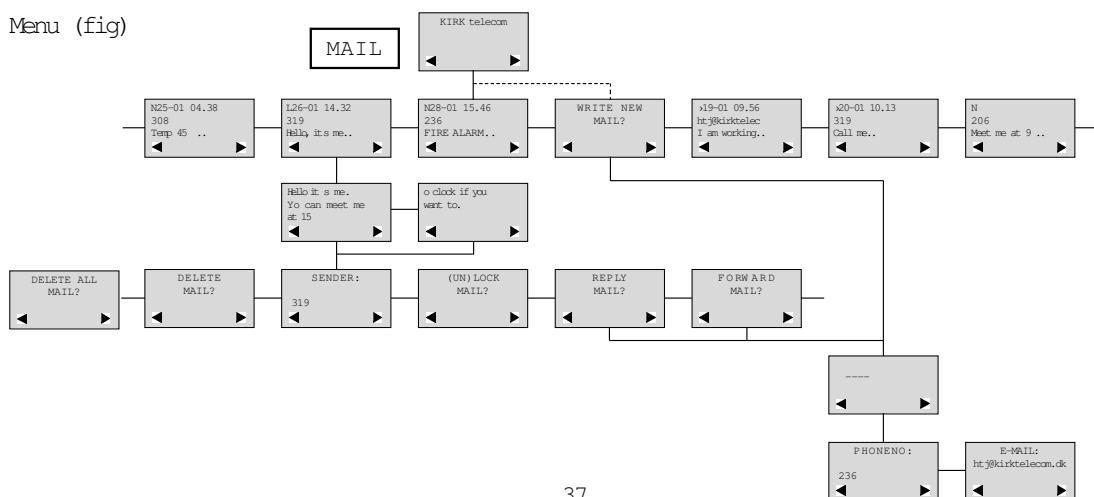 Menu (fig)
MAIL
KIRK telecom
N25-01 04.38
308
Temp 45 ..
L26-01 14.32
319
Hello, its me..
N28-01 15.46
236
FIRE ALARM..
WRITE NEW
MAIL?
›19-01 09.56
htj@kirktelec
I am working..
›20-01 10.13
319
Call me..
N
206
Meet me at 9 ..
Hello it s me.
Yo can meet me
at 15
o clock if you
want to.
DELETE ALL
MAIL?
DELETE
MAIL?
SENDER:
319
(UN)LOCK
MAIL?
REPLY
MAIL?
FORWARD
MAIL?
----
PHONENO:
236
E-MAIL:
htj@kirktelecom.dk
37